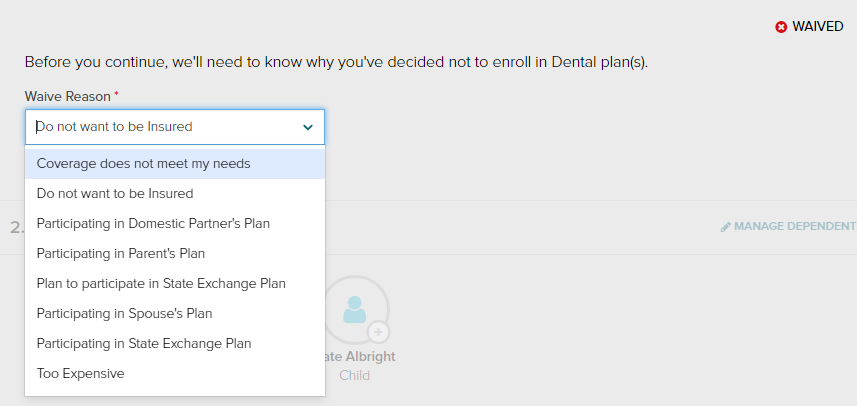 WAIVED
Before you continue, we'll need to know why you've decided not to enroll in Dental plan(s).
Waive Reason *
Do not want to be Insured
Coverage does not meet my needs
Do not want to be Insured
Participating in Domestic Partner's Plan
Participating in Parent's Plan
Plan to participate in State Exchange Plan
Participating in Spouse's Plan
Participating in State Exchange Plan
Too Expensive
2.
MANAGE DEPENDENT
Albright
Child